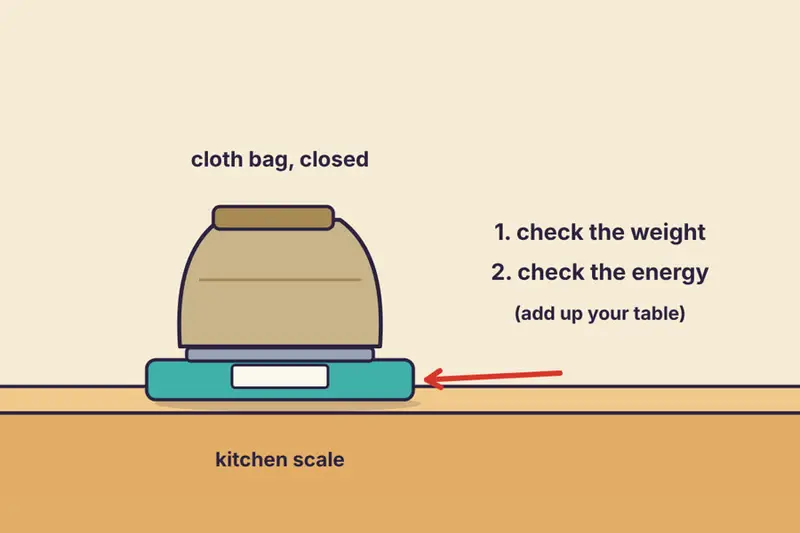 cloth bag, closed
1. check the weight
2. check the energy
(add up your table)
kitchen scale